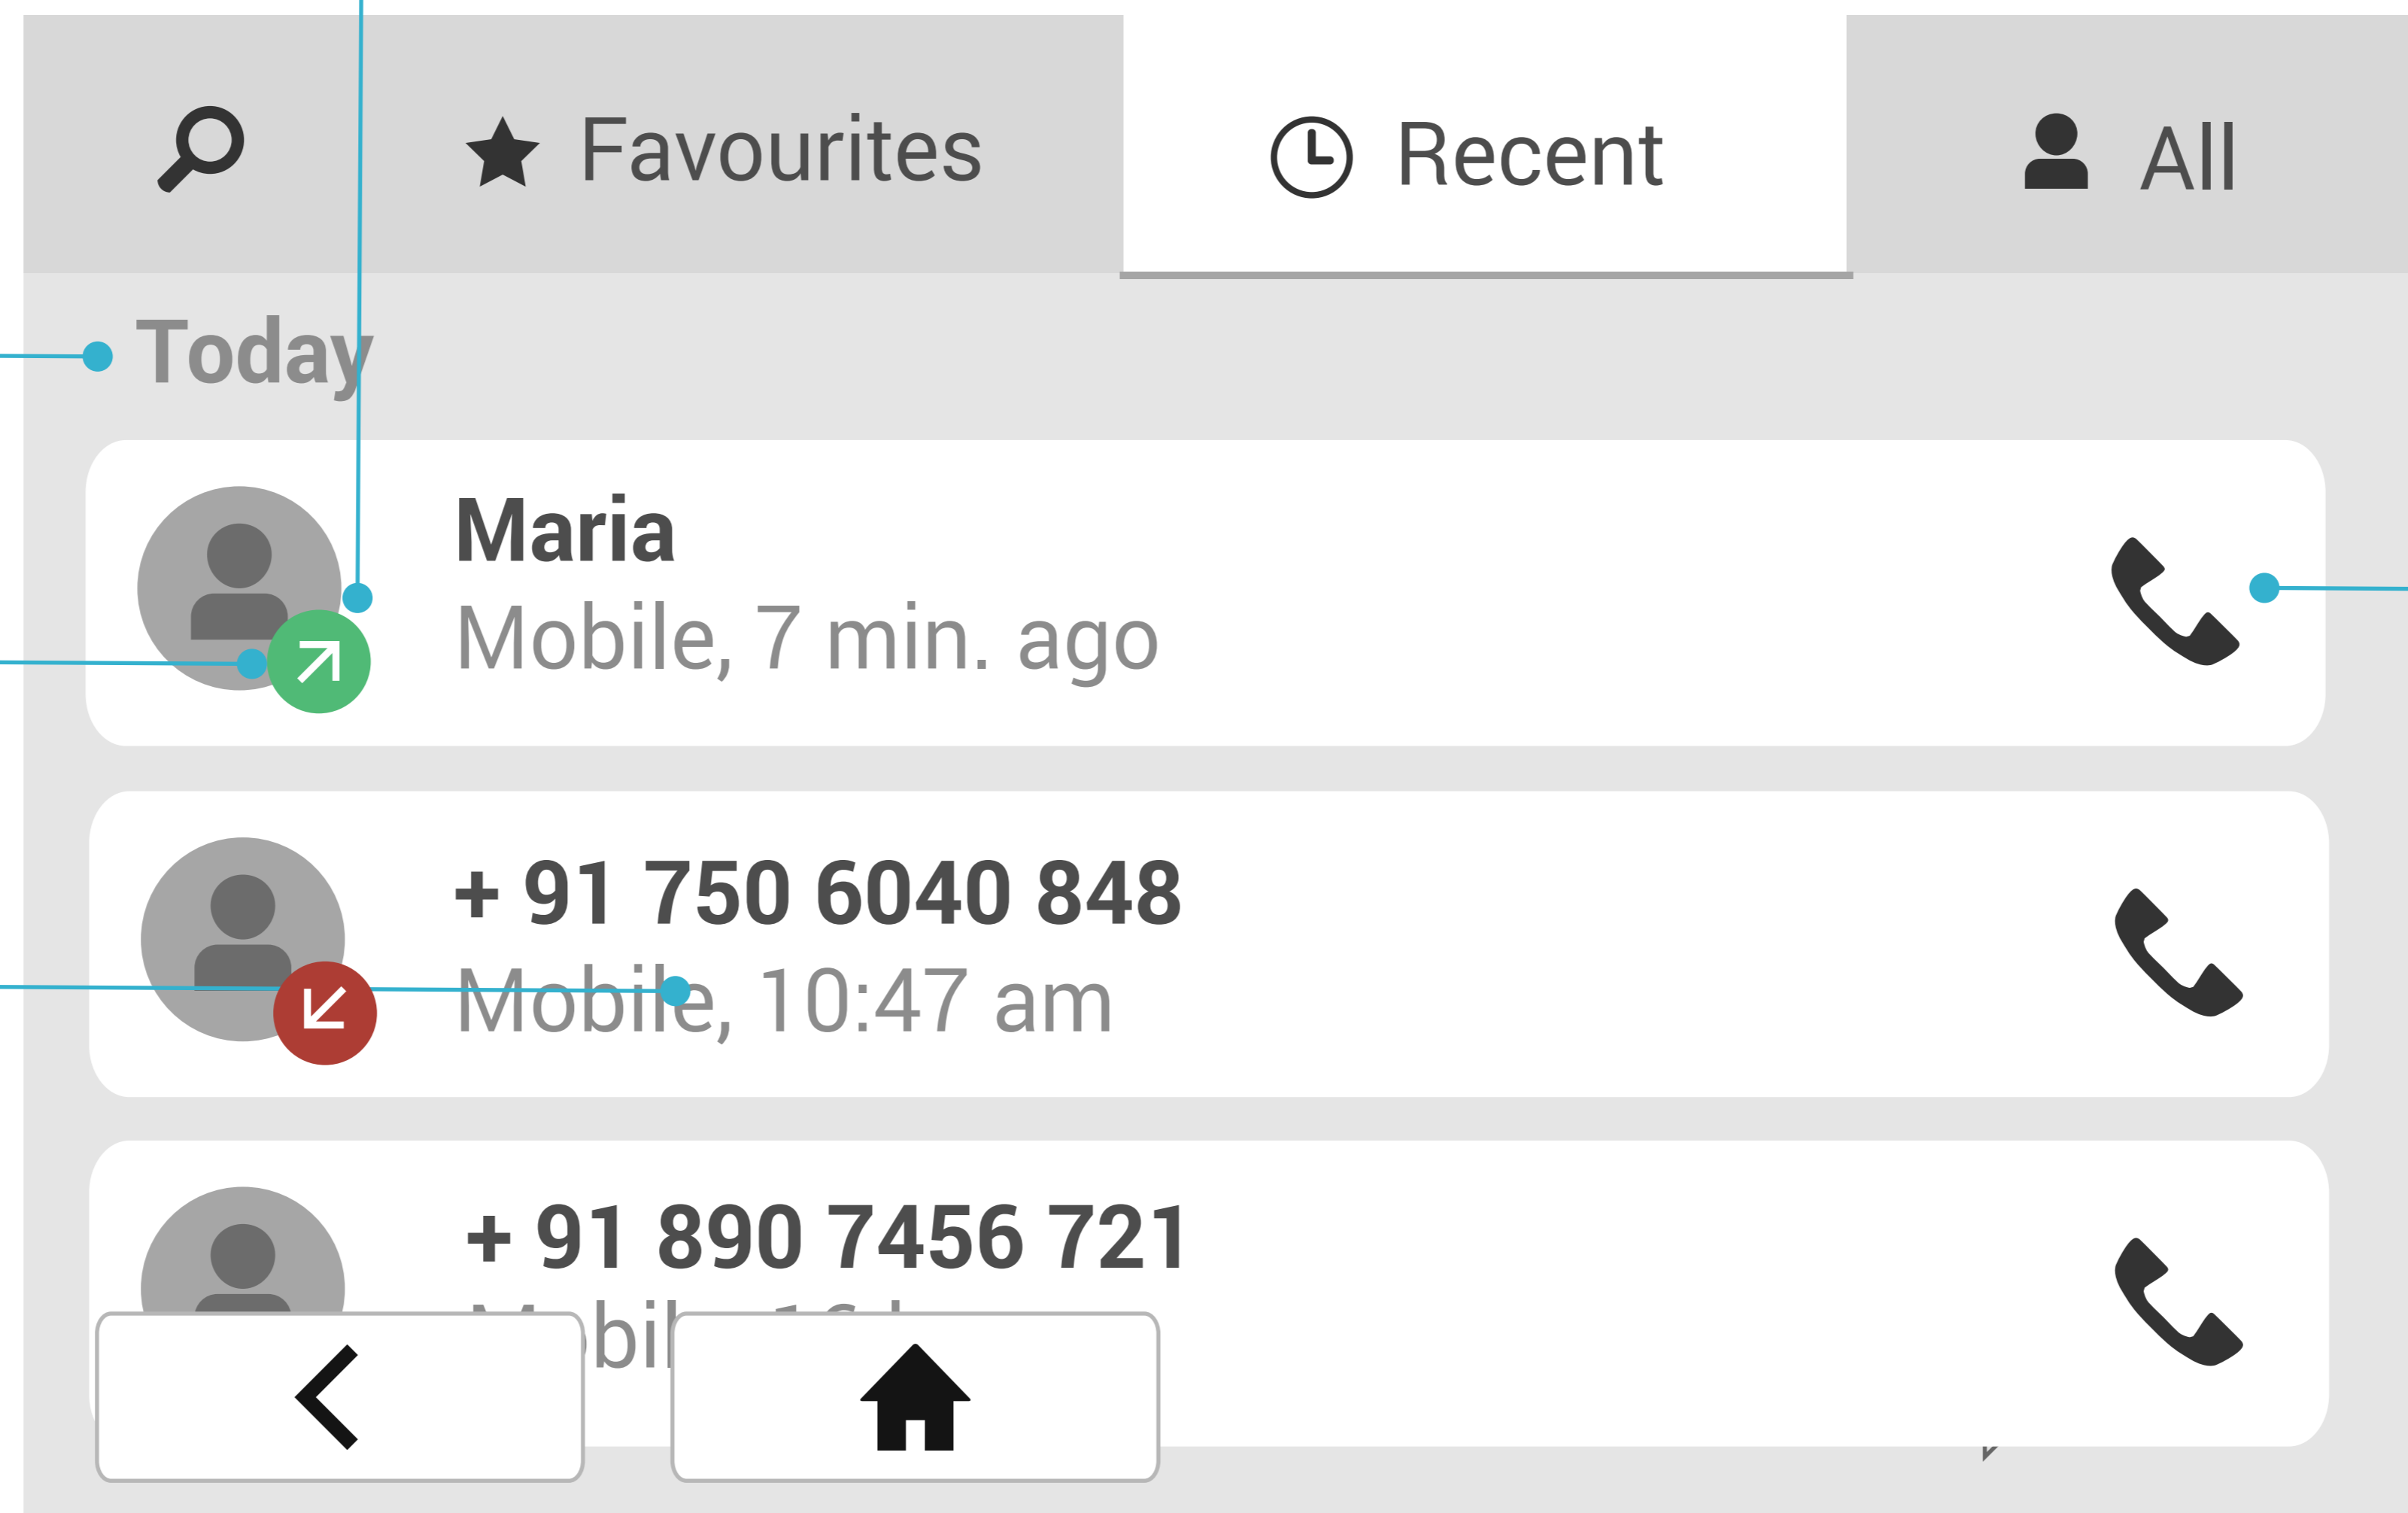 Favourites
Recent
All
Today
Maria
Mobile, 7 min. ago
+ 91 750 6040 848
Mobile, 10:47 am
+ 91 890 7456 721